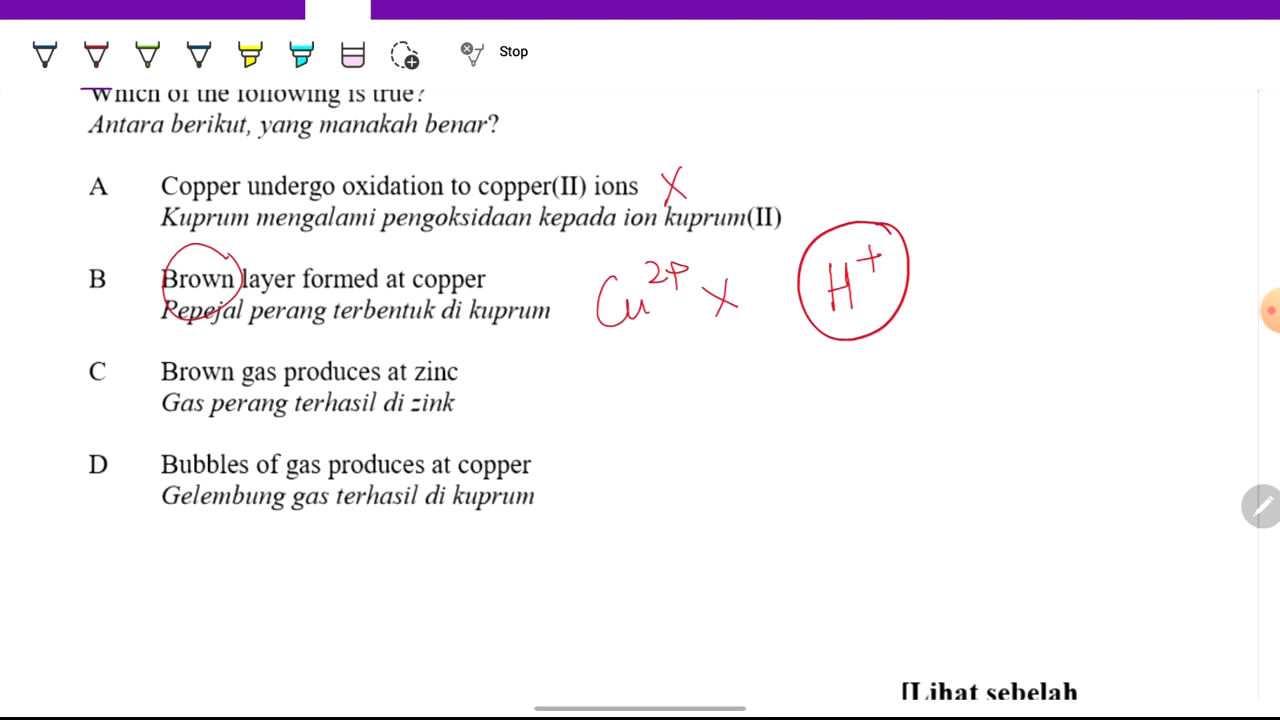 Stop
Which of the following is true?
Antara berikut, yang manakah benar?
A Copper undergo oxidation to copper(II) ions X
Kuprum mengalami pengoksidaan kepada ion kuprum(II)
B Brown layer formed at copper
Repejal perang terbentuk di kuprum
Cu2+ X H+
C Brown gas produces at zinc
Gas perang terhasil di zink
D Bubbles of gas produces at copper
Gelembung gas terhasil di kuprum
[Lihat sebelah